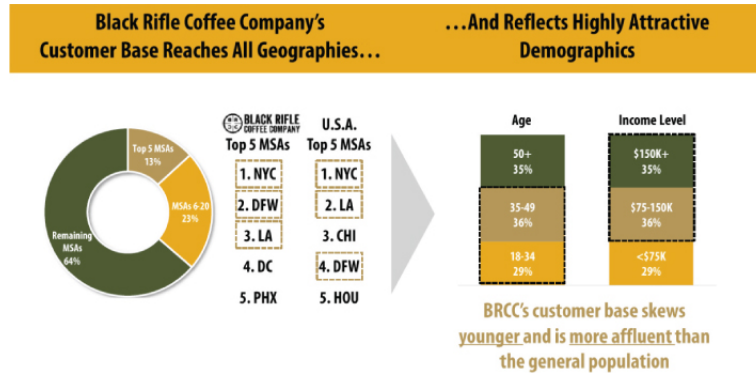 Black Rifle Coffee Company's
Customer Base Reaches All Geographies...
...And Reflects Highly Attractive
Demographics
Top 5 MSAs
13%
MSAs 6-20
23%
Remaining
MSAs
64%
BLACK RIFLE
COFFEE COMPANY
Top 5 MSAs
1. NYC
2. DFW
3. LA
4. DC
5. PHX
U.S.A.
Top 5 MSAs
1. NYC
2. LA
3. CHI
4. DFW
5. HOU
Age
50+
35%
35-49
36%
18-34
29%
Income Level
$150K+
35%
$75-150K
36%
<$75K
29%
BRCC's customer base skews
younger and is more affluent than
the general population